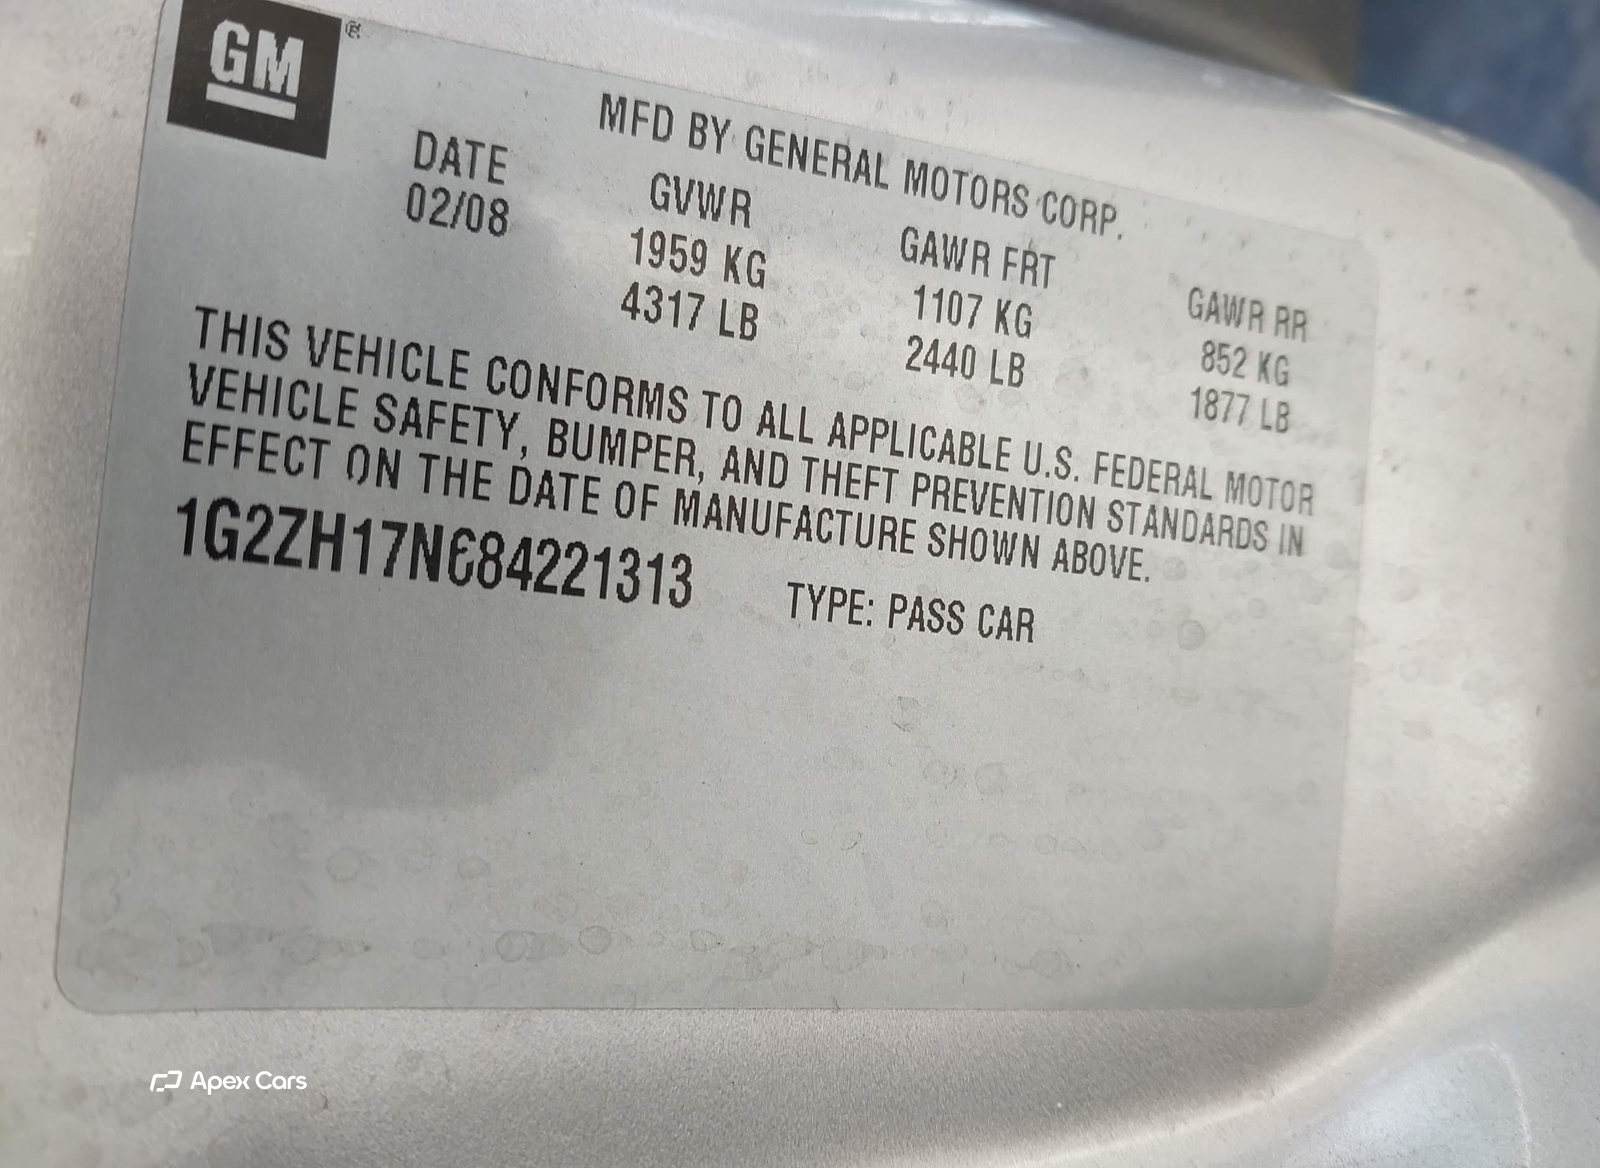 GM
MFD BY GENERAL MOTORS CORP.
DATE GVWR GAWR FRT GAWR RR
02/08 1959 KG 1107 KG 852 KG
4317 LB 2440 LB 1877 LB
THIS VEHICLE CONFORMS TO ALL APPLICABLE U.S. FEDERAL MOTOR
VEHICLE SAFETY, BUMPER, AND THEFT PREVENTION STANDARDS IN
EFFECT ON THE DATE OF MANUFACTURE SHOWN ABOVE.
1G2ZH17N684221313 TYPE: PASS CAR
Apex Cars